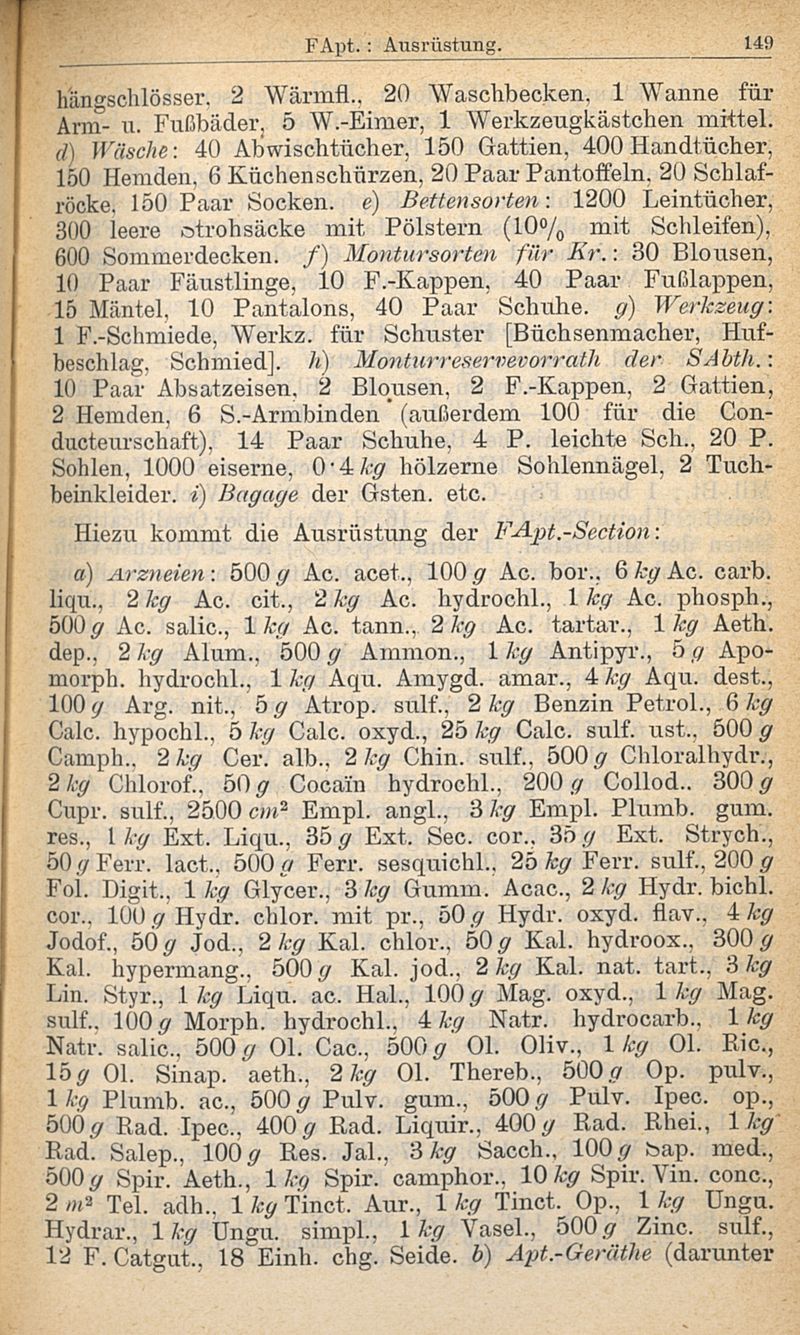 FApt.: Ausrüstung. 149
hängschlösser, 2 Wärmfl., 20 Waschbecken, 1 Wanne für
Arm- u. Fußbäder, 5 W.-Eimer, 1 Werkzeugkästchen mittel.
d) Wäsche: 40 Abwischtücher, 150 Gattien, 400 Handtücher,
150 Hemden, 6 Küchenschürzen, 20 Paar Pantoffeln, 20 Schlaf-
röcke, 150 Paar Socken. e) Bettensorten: 1200 Leintücher,
300 leere Strohsäcke mit Pölstern (10% mit Schleifen),
600 Sommerdecken. f) Montursorten für Kr.: 30 Blousen,
10 Paar Fäustlinge, 10 F.-Kappen, 40 Paar Fußlappen,
15 Mäntel, 10 Pantalons, 40 Paar Schuhe. g) Werkzeug:
1 F.-Schmiede, Werkz. für Schuster [Büchsenmacher, Huf-
beschlag, Schmied]. h) Monturreservevorrath der SAbth.:
10 Paar Absatzeisen, 2 Blousen, 2 F.-Kappen, 2 Gattien,
2 Hemden, 6 S.-Armbinden (außerdem 100 für die Con-
ducteurschaft), 14 Paar Schuhe, 4 P. leichte Sch., 20 P.
Sohlen, 1000 eiserne, 0·4 kg hölzerne Sohlennägel, 2 Tuch-
beinkleider. i) Bagage der Gsten. etc.
Hiezu kommt die Ausrüstung der FApt.-Section:
a) Arzneien: 500 g Ac. acet., 100 g Ac. bor., 6 kg Ac. carb.
liqu., 2 kg Ac. cit., 2 kg Ac. hydrochl., 1 kg Ac. phosph.,
500 g Ac. salic., 1 kg Ac. tann., 2 kg Ac. tartar., 1 kg Aeth.
dep., 2 kg Alum., 500 g Ammon., 1 kg Antipyr., 5 g Apo-
morph. hydrochl., 1 kg Aqu. Amygd. amar., 4 kg Aqu. dest.,
100 g Arg. nit., 5 g Atrop. sulf., 2 kg Benzin Petrol., 6 kg
Calc. hypochl., 5 kg Calc. oxyd., 25 kg Calc. sulf. ust., 500 g
Camph., 2 kg Cer. alb., 2 kg Chin. sulf., 500 g Chloralhydr.,
2 kg Chlorof., 50 g Cocaïn hydrochl., 200 g Collod.. 300 g
Cupr. sulf., 2500 cm² Empl. angl., 3 kg Empl. Plumb. gum.
res., 1 kg Ext. Liqu., 35 g Ext. Sec. cor., 35 g Ext. Strych.,
50 g Ferr. lact., 500 g Ferr. sesquichl., 25 kg Ferr. sulf., 200 g
Fol. Digit., 1 kg Glycer., 3 kg Gumm. Acac., 2 kg Hydr. bichl.
cor., 100 g Hydr. chlor. mit pr., 50 g Hydr. oxyd. flav., 4 kg
Jodof., 50 g Jod., 2 kg Kal. chlor., 50 g Kal. hydroox., 300 g
Kal. hypermang., 500 g Kal. jod., 2 kg Kal. nat. tart., 3 kg
Lin. Styr., 1 kg Liqu. ac. Hal., 100 g Mag. oxyd., 1 kg Mag.
sulf., 100 g Morph. hydrochl., 4 kg Natr. hydrocarb., 1 kg
Natr. salic., 500 g Ol. Cac., 500 g Ol. Oliv., 1 kg Ol. Ric.,
15 g Ol. Sinap. aeth., 2 kg Ol. Thereb., 500 g Op. pulv.,
1 kg Plumb. ac., 500 g Pulv. gum., 500 g Pulv. Ipec. op.,
500 g Rad. Ipec., 400 g Rad. Liquir., 400 g Rad. Rhei., 1 kg
Rad. Salep., 100 g Res. Jal., 3 kg Sacch., 100 g Sap. med.,
500 g Spir. Aeth., 1 kg Spir. camphor., 10 kg Spir. Vin. conc.,
2 m² Tel. adh., 1 kg Tinct. Aur., 1 kg Tinct. Op., 1 kg Ungu.
Hydrar., 1 kg Ungu. simpl., 1 kg Vasel., 500 g Zinc. sulf.,
12 F. Catgut., 18 Einh. chg. Seide. b) Apt.-Geräthe (darunter